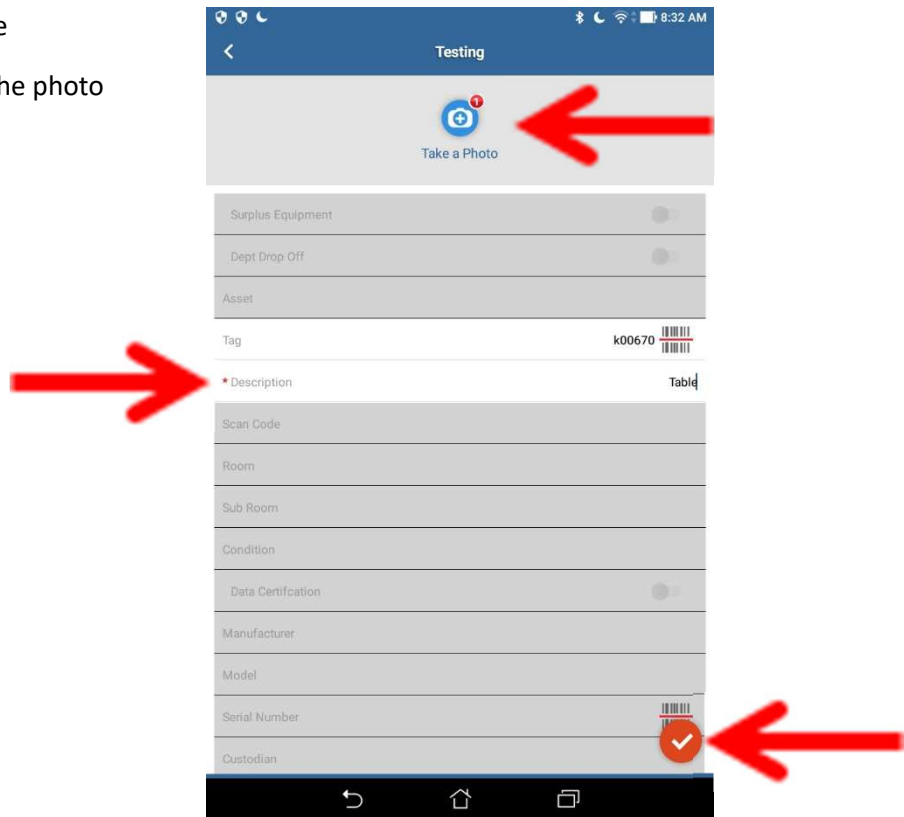 e
8:32 AM
Testing
he photo
1
Take a Photo
Surplus Equipment
Dept Drop Off
Asset
Tag k00670
* Description Table
Scan Code
Room
Sub Room
Condition
Data Certifcation
Manufacturer
Model
Serial Number
Custodian